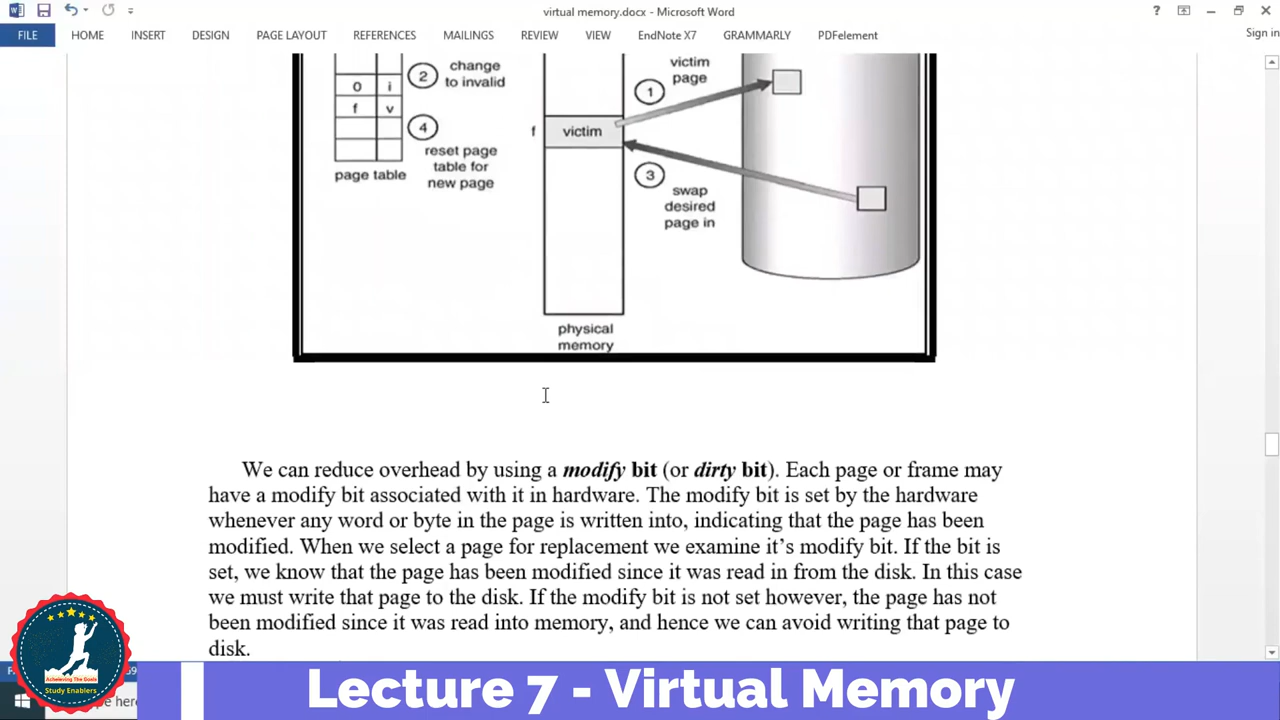 virtual memory.docx - Microsoft Word
?
Sign in
FILE HOME INSERT DESIGN PAGE LAYOUT REFERENCES MAILINGS REVIEW VIEW EndNote X7 GRAMMARLY PDFelement
2 change
to invalid
0 i
f v
4
reset page
table for
new page
page table
victim
page
1
f victim
3
swap
desired
page in
physical
memory
We can reduce overhead by using a modify bit (or dirty bit). Each page or frame may
have a modify bit associated with it in hardware. The modify bit is set by the hardware
whenever any word or byte in the page is written into, indicating that the page has been
modified. When we select a page for replacement we examine it's modify bit. If the bit is
set, we know that the page has been modified since it was read in from the disk. In this case
we must write that page to the disk. If the modify bit is not set however, the page has not
been modified since it was read into memory, and hence we can avoid writing that page to
disk.
Acheieving The Goals
Study Enablers
here
Lecture 7 - Virtual Memory